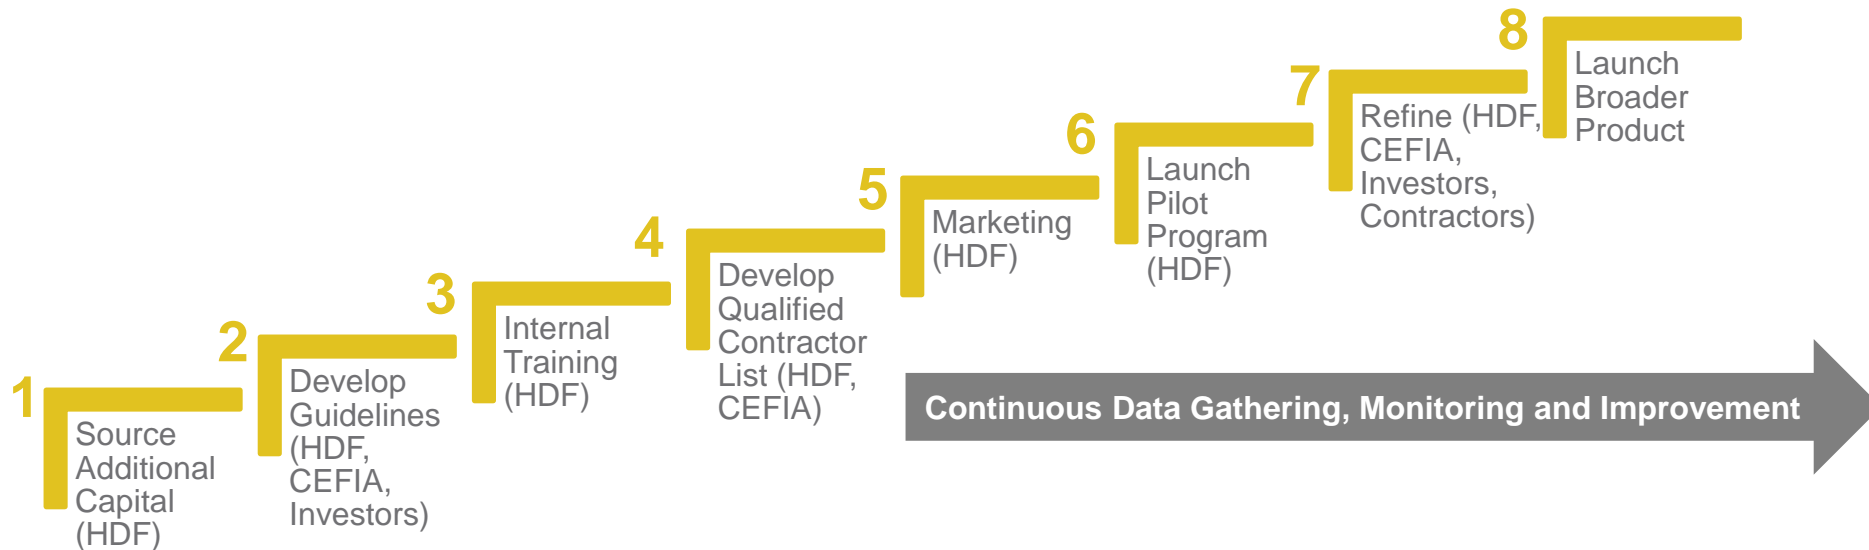 1
Source
Additional
Capital
(HDF)
2
Develop
Guidelines
(HDF,
CEFIA,
Investors)
3
Internal
Training
(HDF)
4
Develop
Qualified
Contractor
List (HDF,
CEFIA)
5
Marketing
(HDF)
6
Launch
Pilot
Program
(HDF)
7
Refine (HDF,
CEFIA,
Investors,
Contractors)
8
Launch
Broader
Product
Continuous Data Gathering, Monitoring and Improvement